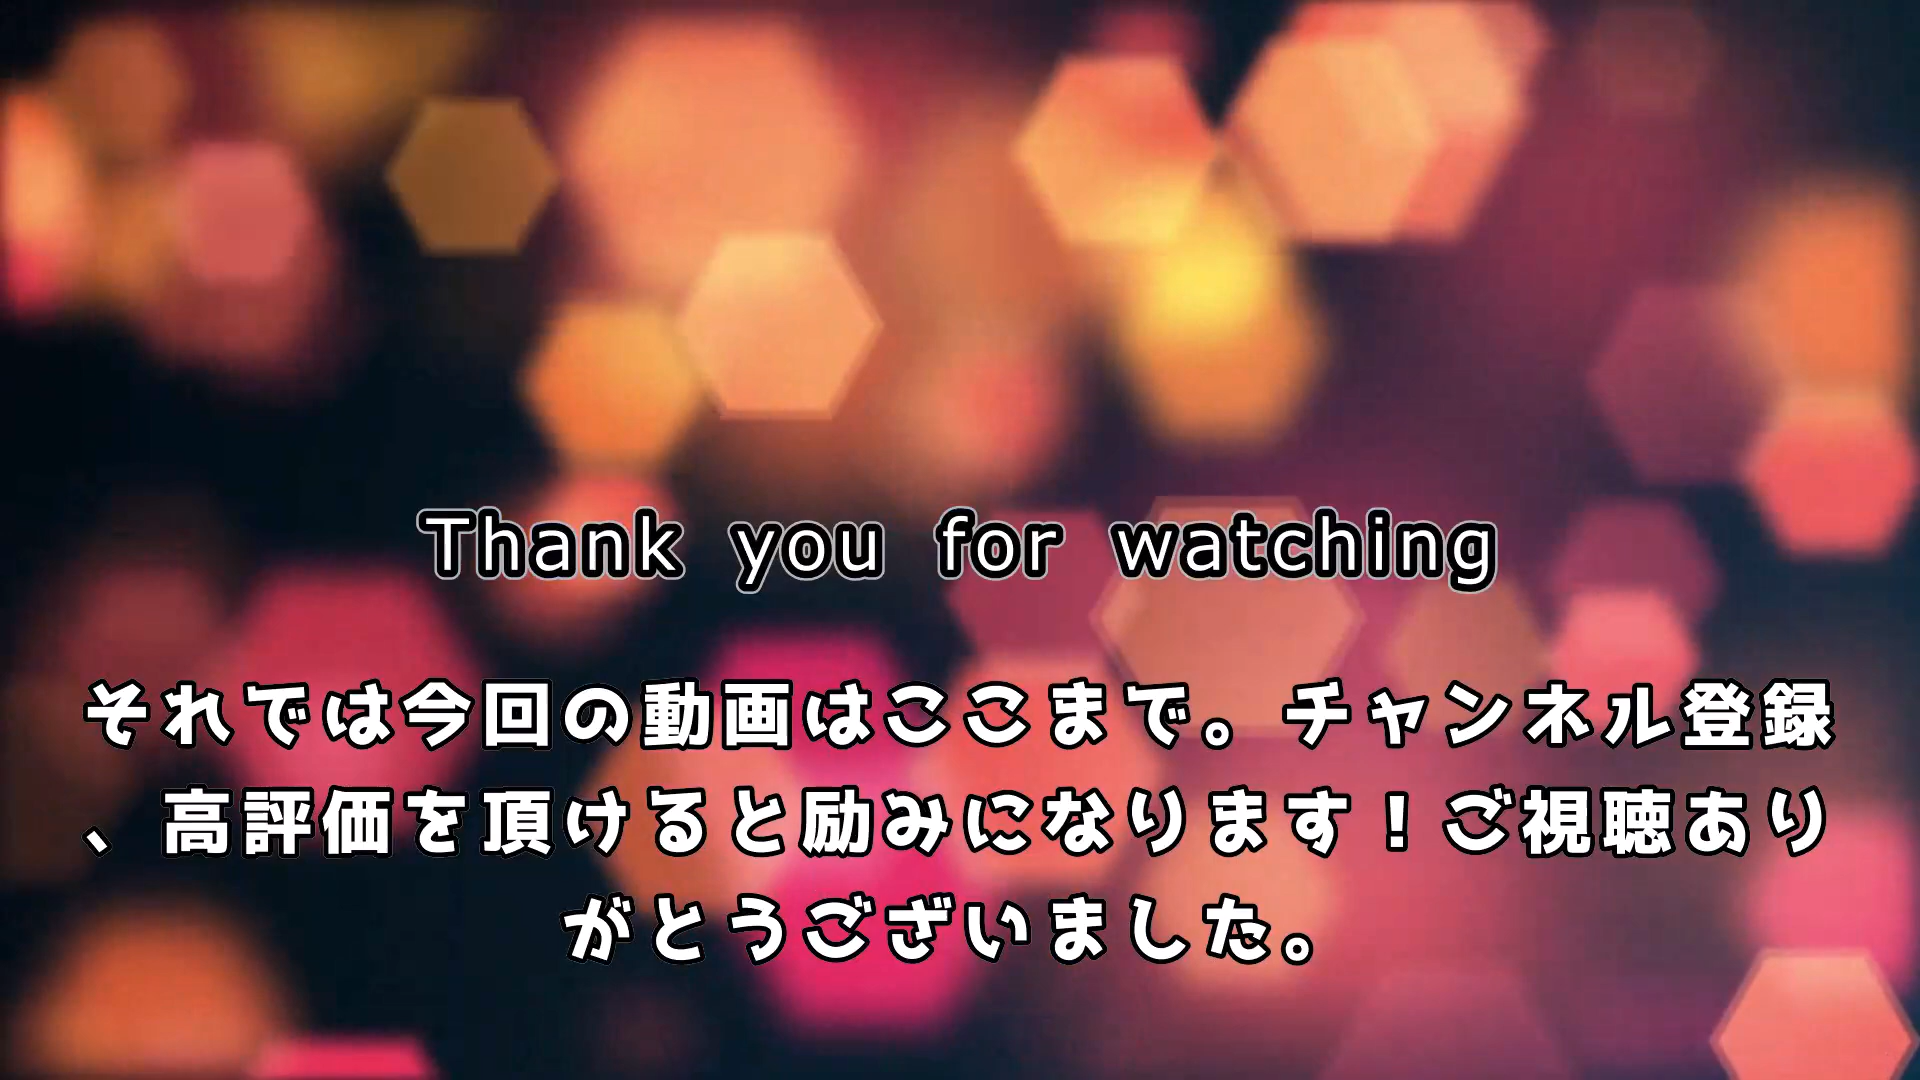 Thank you for watching
それでは今回の動画はここまで。チャンネル登録
、高評価を頂けると励みになります！ご視聴あり
がとうございました。